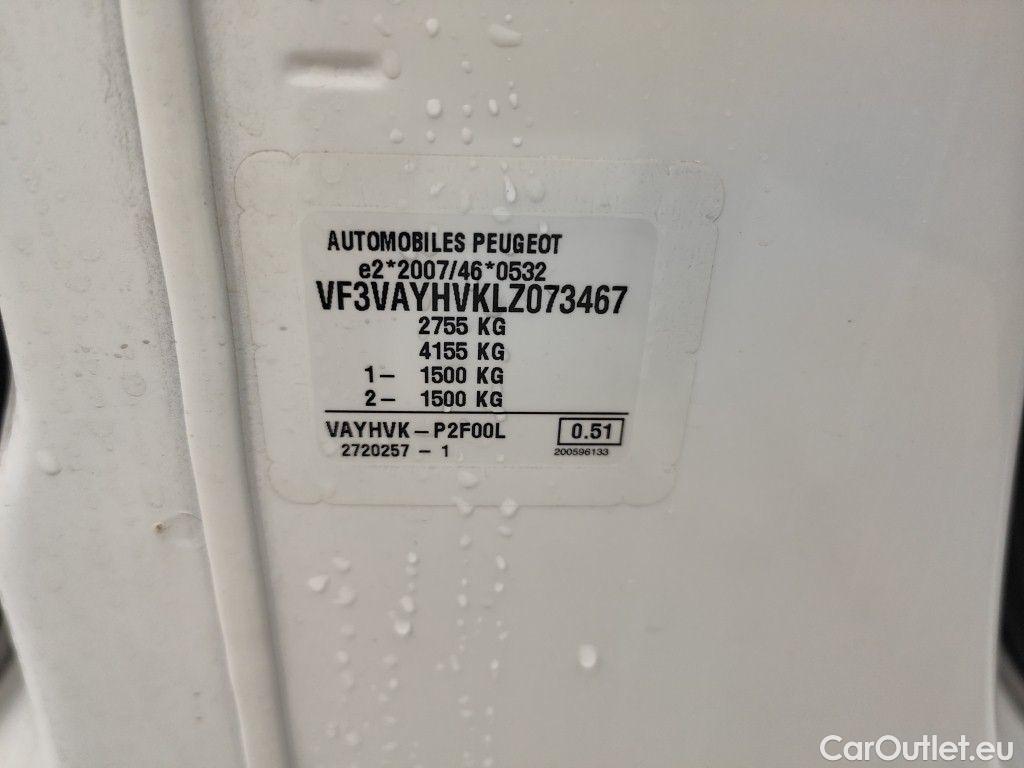 AUTOMOBILES PEUGEOT
e2*2007/46*0532
VF3VAYHVKLZ073467
2755 KG
4155 KG
1- 1500 KG
2- 1500 KG
VAYHVK-P2F00L 0.51
2720257 - 1 200596133
CarOutlet.eu